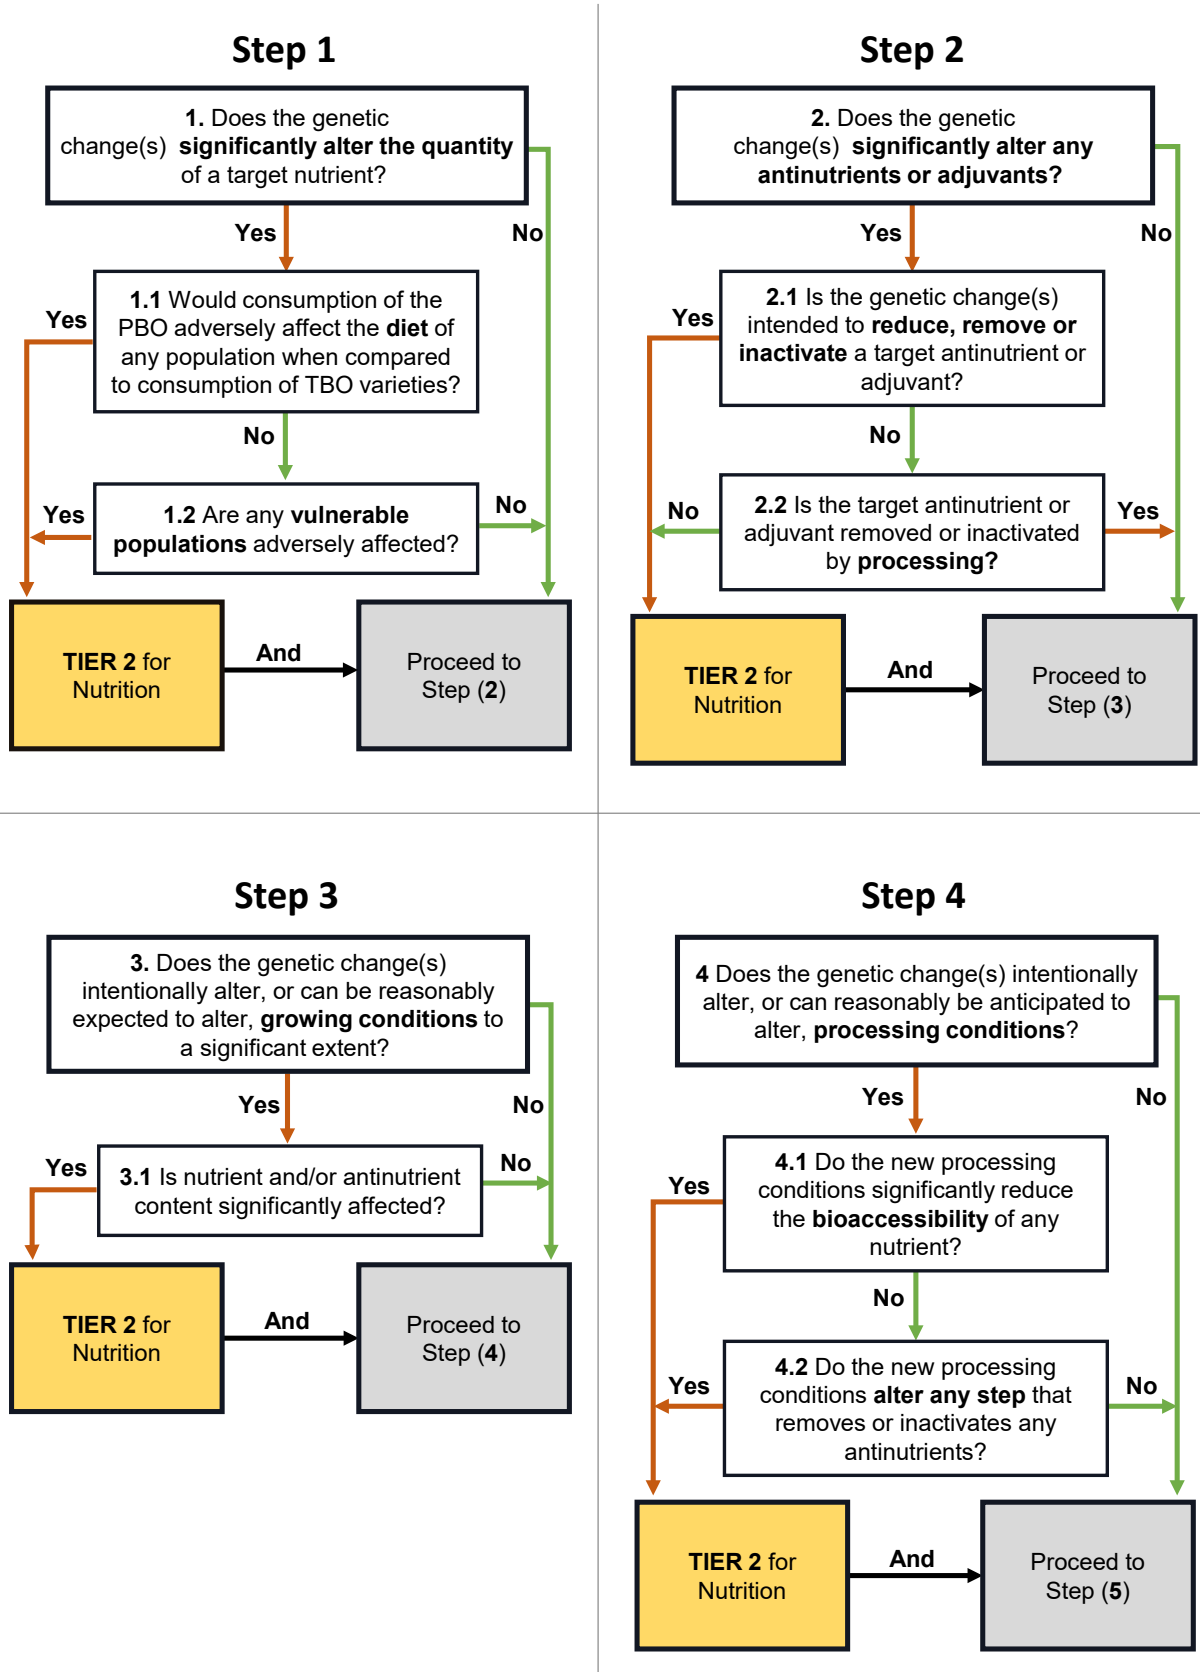 Step 1
1. Does the genetic
change(s) significantly alter the quantity
of a target nutrient?
Yes
No
1.1 Would consumption of the
PBO adversely affect the diet of
any population when compared
to consumption of TBO varieties?
Yes
No
1.2 Are any vulnerable
populations adversely affected?
Yes
No
TIER 2 for
Nutrition
And
Proceed to
Step (2)
Step 2
2. Does the genetic
change(s) significantly alter any
antinutrients or adjuvants?
Yes
No
2.1 Is the genetic change(s)
intended to reduce, remove or
inactivate a target antinutrient or
adjuvant?
Yes
No
2.2 Is the target antinutrient or
adjuvant removed or inactivated
by processing?
No
Yes
TIER 2 for
Nutrition
And
Proceed to
Step (3)
Step 3
3. Does the genetic change(s)
intentionally alter, or can be reasonably
expected to alter, growing conditions to
a significant extent?
Yes
No
3.1 Is nutrient and/or antinutrient
content significantly affected?
Yes
No
TIER 2 for
Nutrition
And
Proceed to
Step (4)
Step 4
4 Does the genetic change(s) intentionally
alter, or can reasonably be anticipated to
alter, processing conditions?
Yes
No
4.1 Do the new processing
conditions significantly reduce
the bioaccessibility of any
nutrient?
Yes
No
4.2 Do the new processing
conditions alter any step that
removes or inactivates any
antinutrients?
Yes
No
TIER 2 for
Nutrition
And
Proceed to
Step (5)